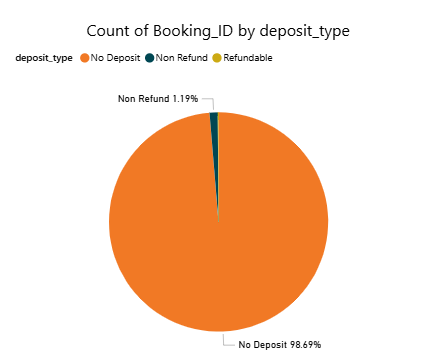 Count of Booking_ID by deposit_type
deposit_type No Deposit Non Refund Refundable
Non Refund 1.19%
No Deposit 98.69%